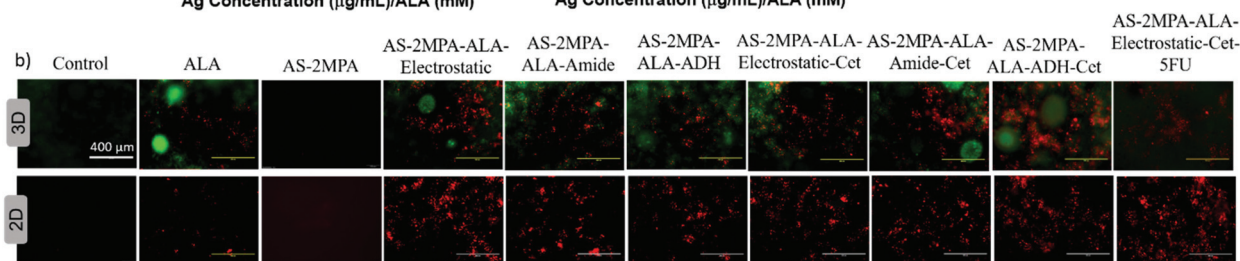 Ag Concentration (μg/mL)/ALA (mM)
Ag Concentration (μg/mL)/ALA (mM)
b)
Control
ALA
AS-2MPA
AS-2MPA-ALA-
Electrostatic
AS-2MPA-
ALA-Amide
AS-2MPA-
ALA-ADH
AS-2MPA-ALA-
Electrostatic-Cet
AS-2MPA-ALA-
Amide-Cet
AS-2MPA-
ALA-ADH-Cet
AS-2MPA-ALA-
Electrostatic-Cet-
5FU
3D
400 μm
2D